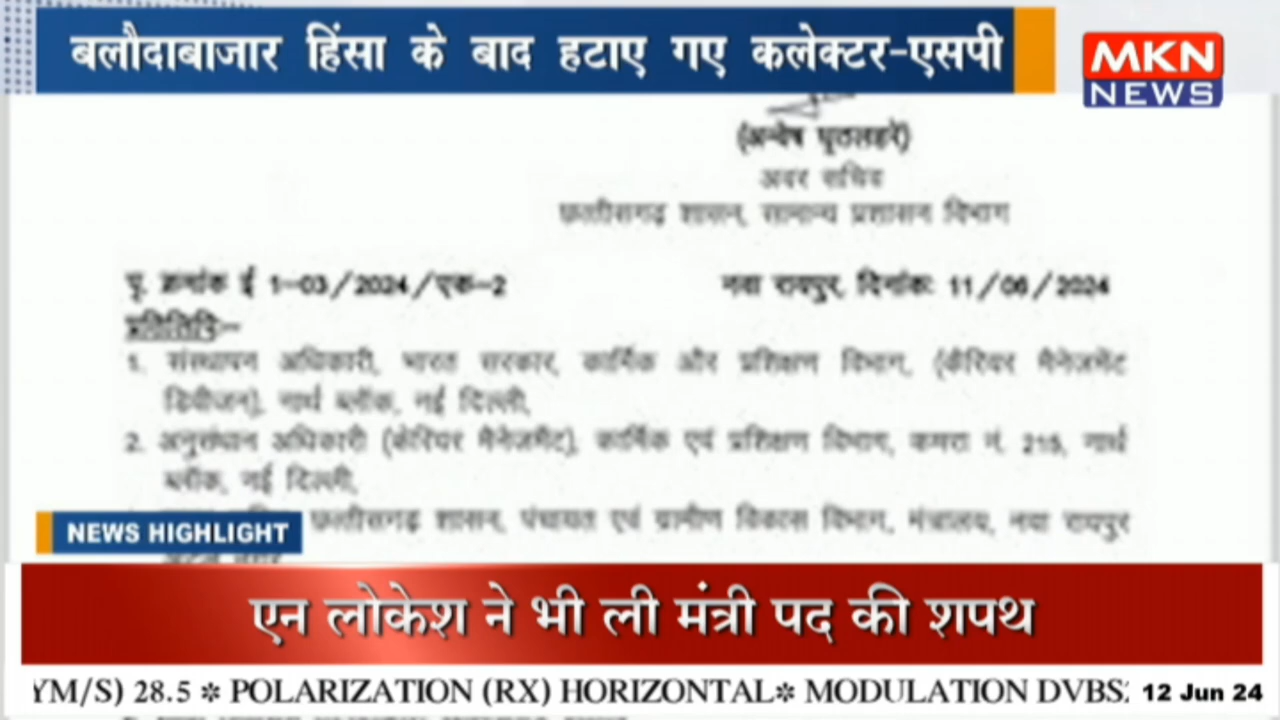 बलौदाबाजार हिंसा के बाद हटाए गए कलेक्टर-एसपी
MKN
NEWS
(अन्वेष घृतलहरे)
अवर सचिव
छत्तीसगढ़ शासन, सामान्य प्रशासन विभाग
पृ. क्रमांक ई 1-03/2024/एक-2 नवा रायपुर, दिनांक: 11/06/2024
प्रतिलिपि:-
1. संस्थापन अधिकारी, भारत सरकार, कार्मिक और प्रशिक्षण विभाग, (केरियर मैनेजमेंट
डिवीजन), नार्थ ब्लॉक, नई दिल्ली,
2. अनुसंधान अधिकारी (केरियर मैनेजमेंट), कार्मिक एवं प्रशिक्षण विभाग, कमरा नं. 215, नार्थ
ब्लॉक, नई दिल्ली,
छत्तीसगढ़ शासन, पंचायत एवं ग्रामीण विकास विभाग, मंत्रालय, नवा रायपुर
NEWS HIGHLIGHT
एन लोकेश ने भी ली मंत्री पद की शपथ
YM/S) 28.5 * POLARIZATION (RX) HORIZONTAL* MODULATION DVBS 12 Jun 24